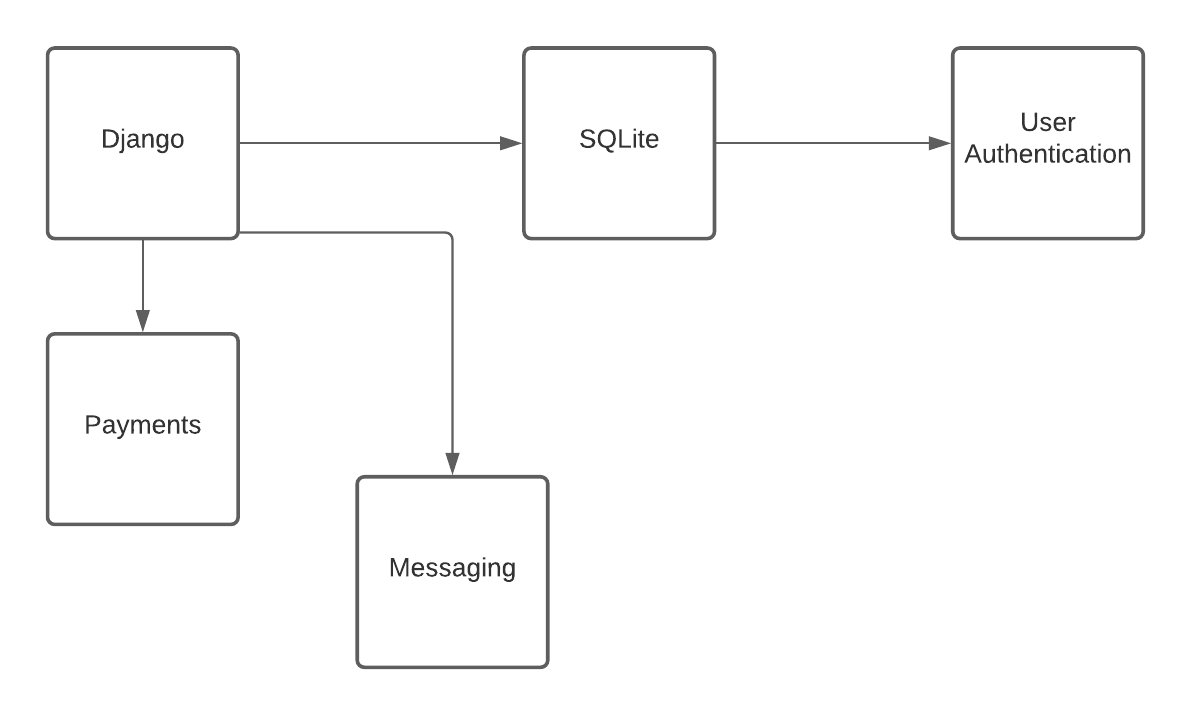 Django
SQLite
User
Authentication
Payments
Messaging